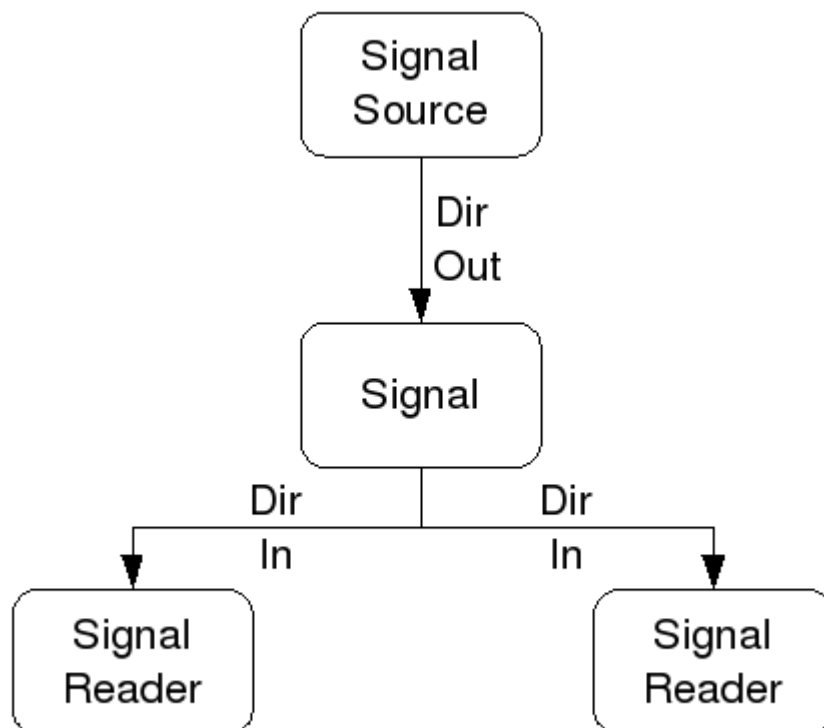 Signal
Source
Dir
Out
Signal
Dir
In
Dir
In
Signal
Reader
Signal
Reader